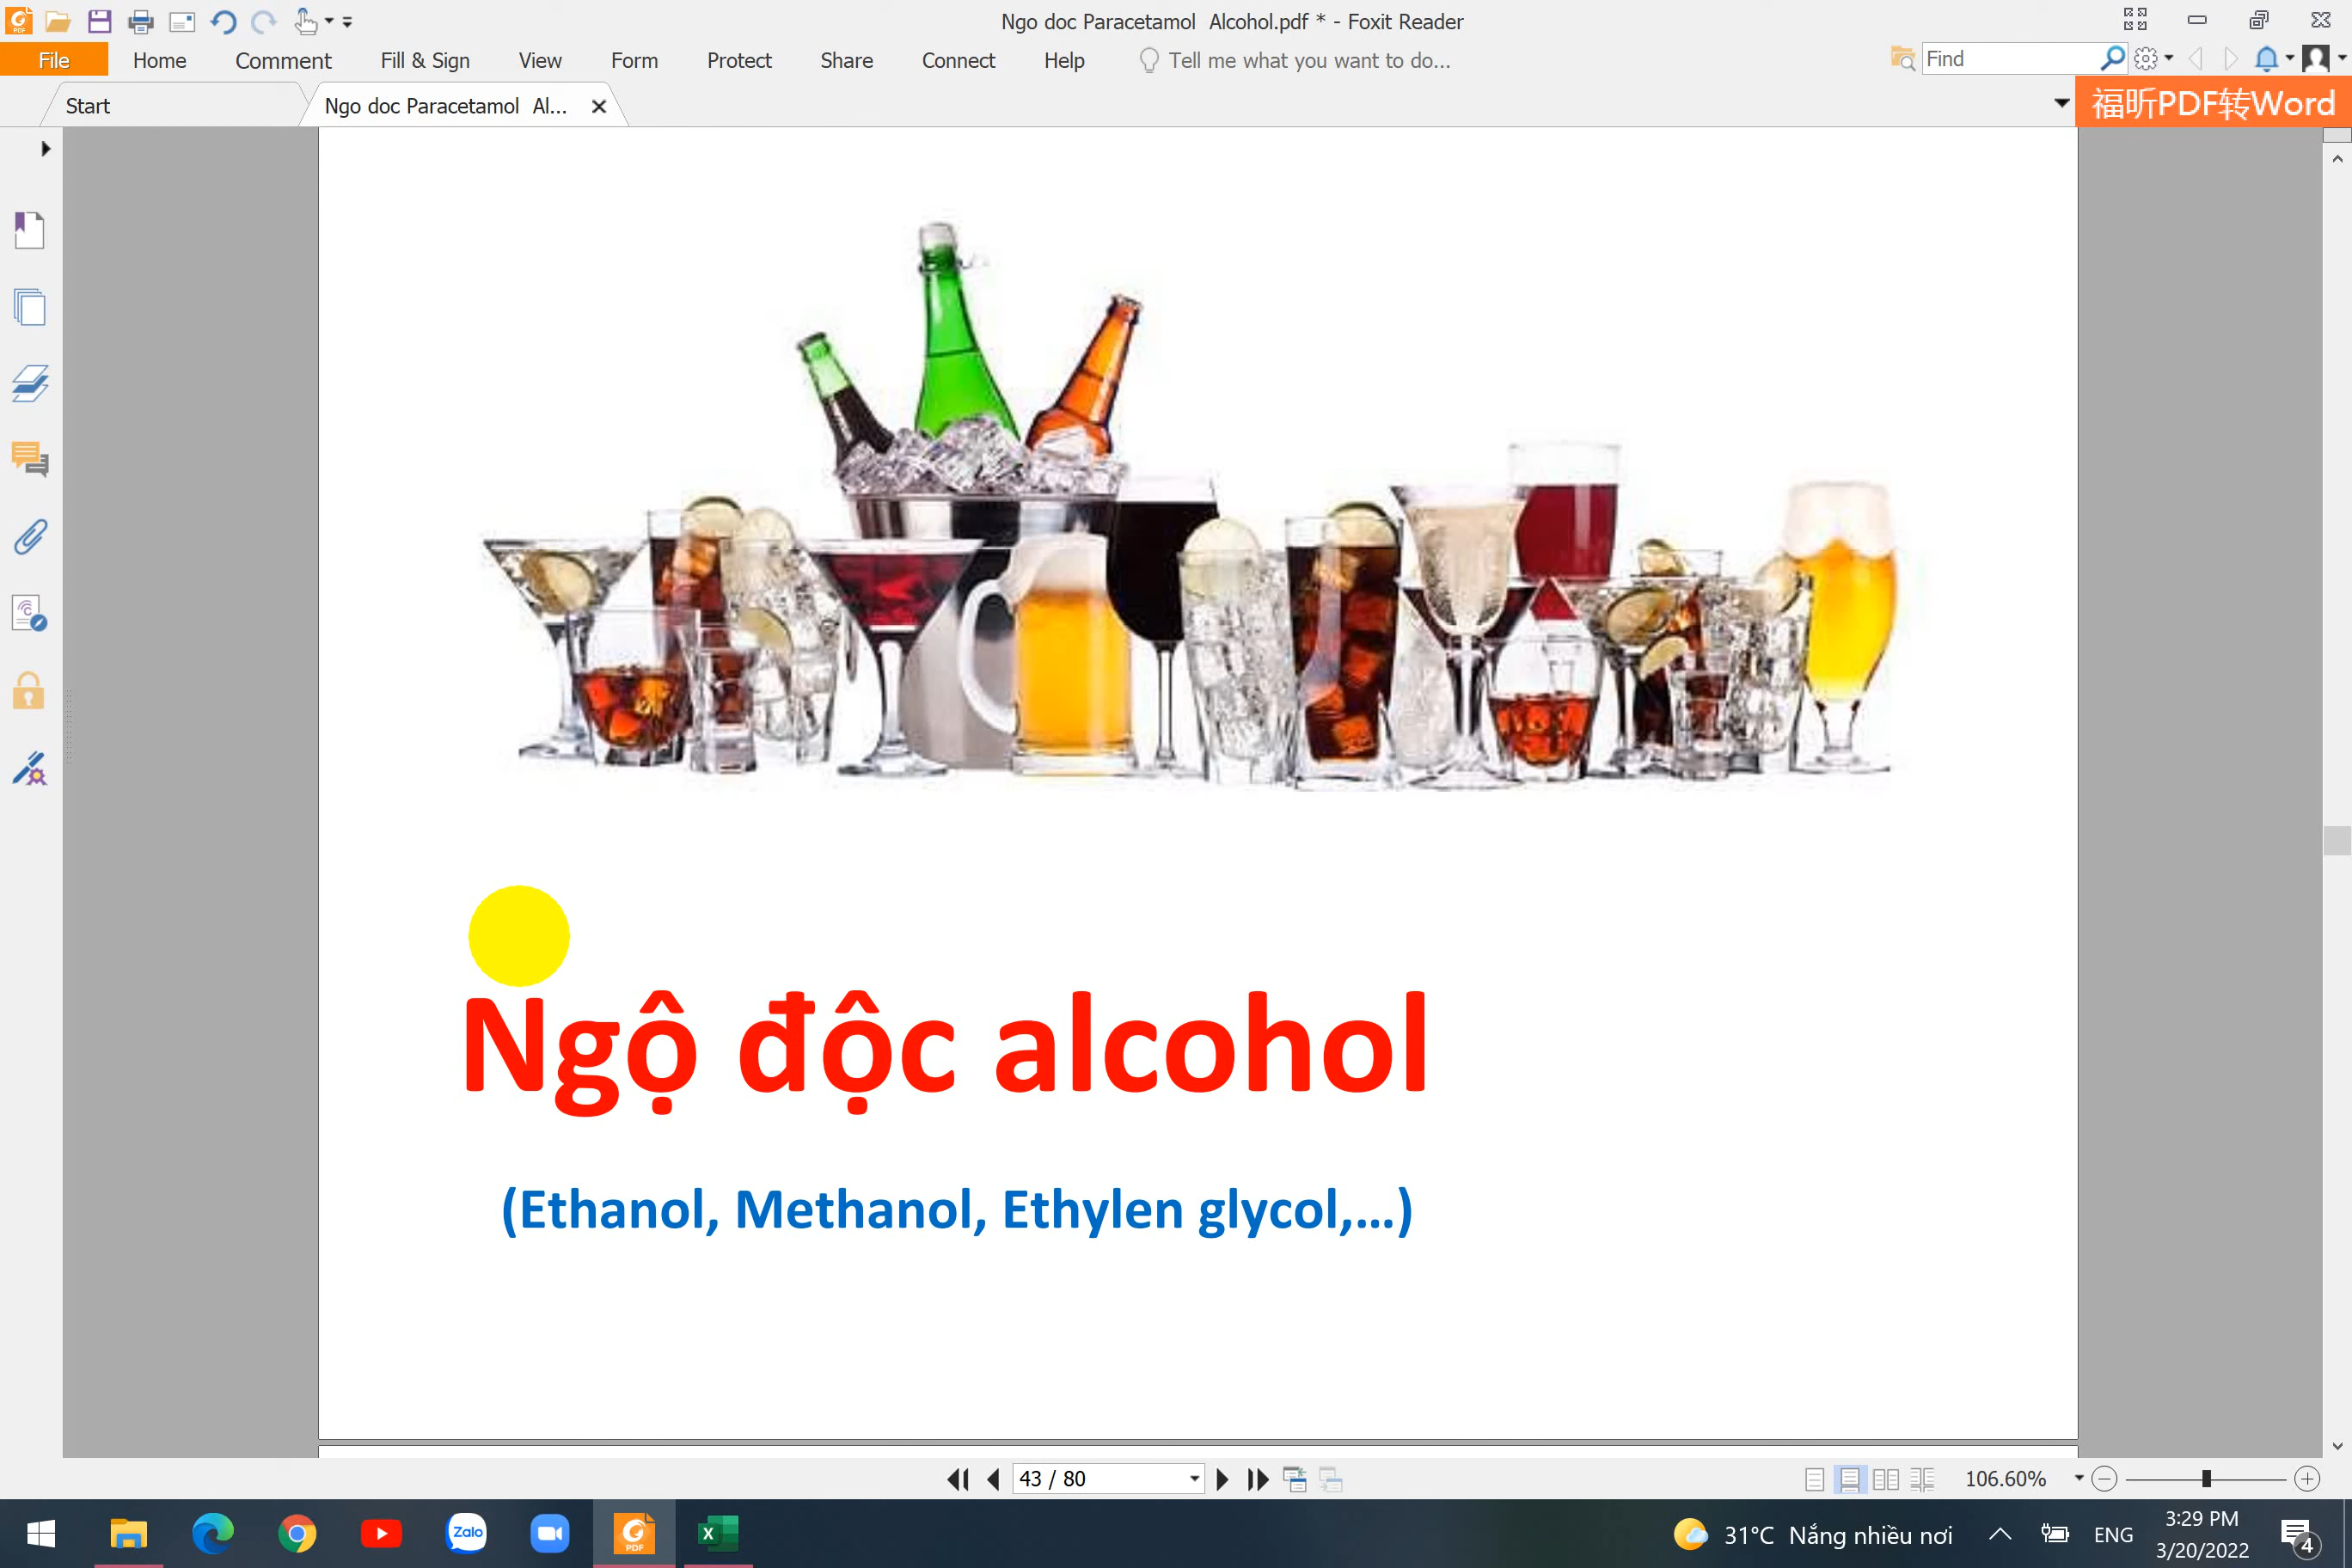 Ngo doc Paracetamol  Alcohol.pdf * - Foxit Reader
File Home Comment Fill & Sign View Form Protect Share Connect Help Tell me what you want to do... Find
Start Ngo doc Paracetamol  Al... 福昕PDF转Word
Ngộ độc alcohol
(Ethanol, Methanol, Ethylen glycol,...)
43 / 80 106.60%
Zalo PDF X 31°C Nắng nhiều nơi ENG 3:29 PM
3/20/2022 4